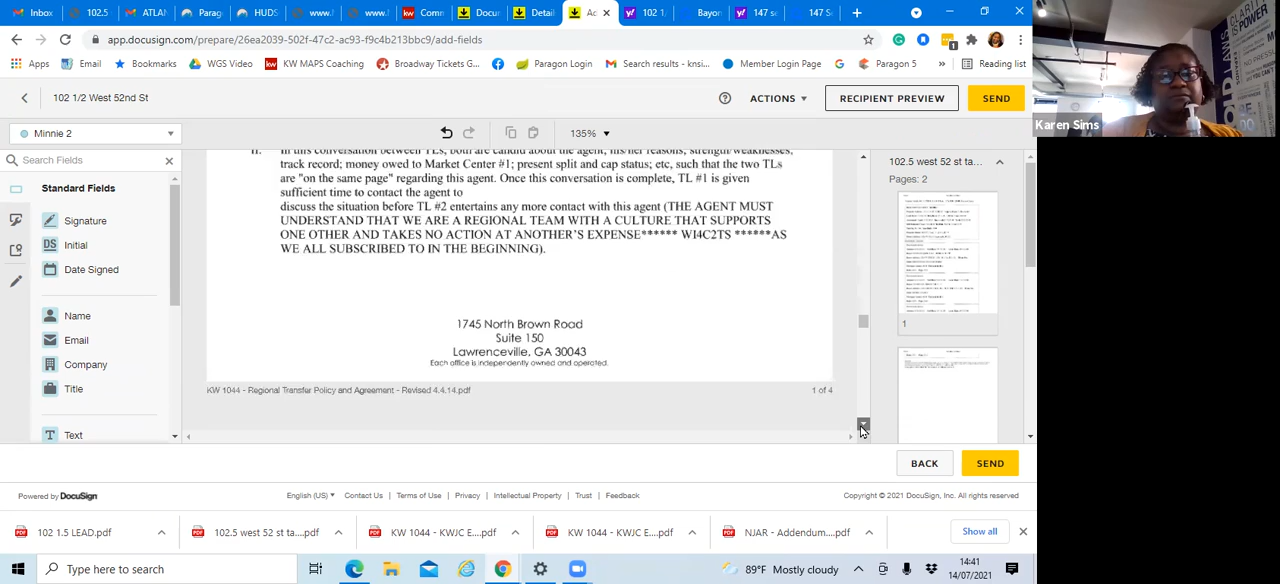 Inbox
102.5
ATLAN
Parag
HUDS
www.f
www.f
Comm
Docu
Detail
Ac
102 1
Bayon
147 se
147 Se
app.docusign.com/prepare/26ea2039-502f-47c2-ac93-f9c4b213bbc9/add-fields
Apps Email Bookmarks WGS Video KW MAPS Coaching Broadway Tickets G... Paragon Login Search results - knsi... Member Login Page Paragon 5 » Reading list
Karen Sims
102 1/2 West 52nd St
ACTIONS RECIPIENT PREVIEW SEND
Minnie 2
135%
Search Fields
Standard Fields
Signature
Initial
Date Signed
Name
Email
Company
Title
Text
II. In this conversation between TLs, both are candid about the agent, his/her reasons, strength/weaknesses,
track record; money owed to Market Center #1; present split and cap status; etc, such that the two TLs
are "on the same page" regarding this agent. Once this conversation is complete, TL #1 is given
sufficient time to contact the agent to
discuss the situation before TL #2 entertains any more contact with this agent (THE AGENT MUST
UNDERSTAND THAT WE ARE A REGIONAL TEAM WITH A CULTURE THAT SUPPORTS
ONE OTHER AND TAKES NO ACTION AT ANOTHER'S EXPENSE****** WI4C2TS ******AS
WE ALL SUBSCRIBED TO IN THE BEGINNING).
1745 North Brown Road
Suite 150
Lawrenceville, GA 30043
Each office is independently owned and operated.
KW 1044 - Regional Transfer Policy and Agreement - Revised 4.4.14.pdf
1 of 4
102.5 west 52 st ta...
Pages: 2
1
BACK SEND
Powered by DocuSign
English (US) Contact Us | Terms of Use | Privacy | Intellectual Property | Trust | Feedback
Copyright © 2021 DocuSign, Inc. All rights reserved
102 1.5 LEAD.pdf
102.5 west 52 st ta....pdf
KW 1044 - KWJC E....pdf
KW 1044 - KWJC E....pdf
NJAR - Addendum....pdf
Show all
Type here to search
89°F Mostly cloudy
14:41
14/07/2021